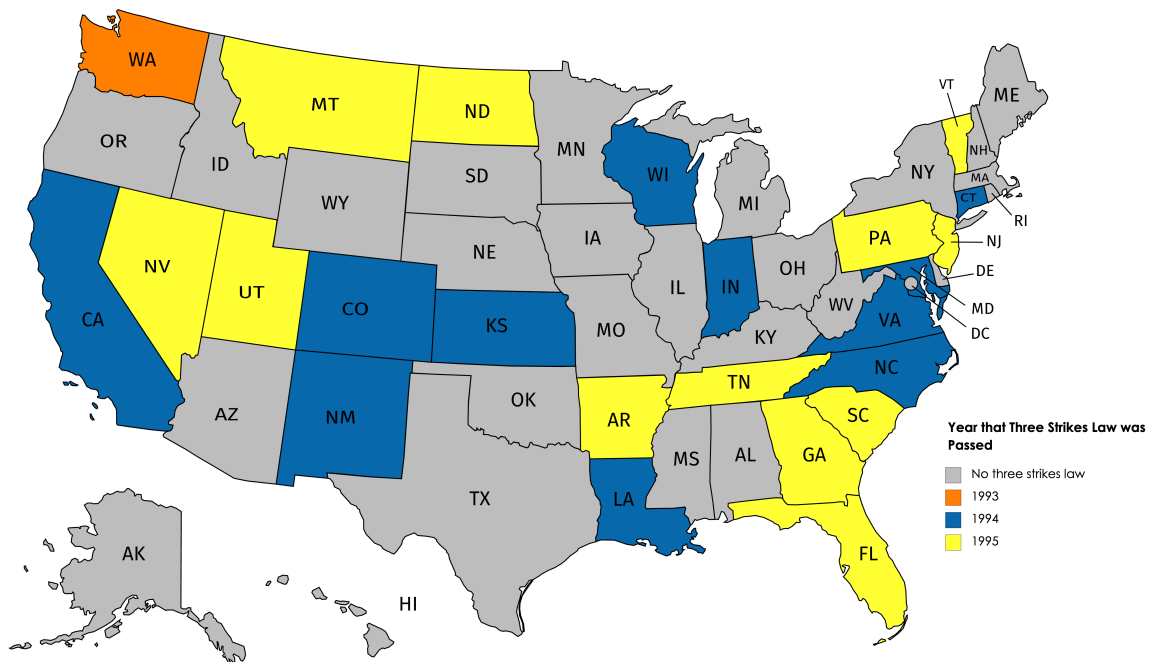 WA
MT
ND
OR
ID
WY
SD
MN
WI
MI
NY
VT
NH
ME
MA
CT
RI
NJ
PA
DE
MD
DC
NV
UT
CO
CA
NE
IA
IL
IN
OH
WV
VA
KS
MO
KY
NC
TN
SC
AZ
NM
OK
AR
MS
AL
GA
TX
LA
FL
AK
HI
Year that Three Strikes Law was
Passed
No three strikes law
1993
1994
1995